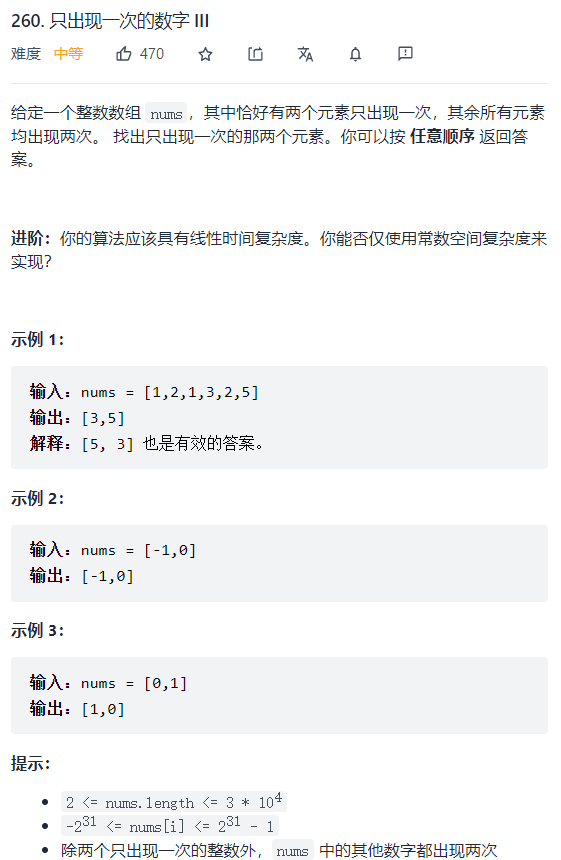 260. 只出现一次的数字 III
难度 中等 470
给定一个整数数组 nums，其中恰好有两个元素只出现一次，其余所有元素
均出现两次。 找出只出现一次的那两个元素。你可以按 任意顺序 返回答
案。
进阶：你的算法应该具有线性时间复杂度。你能否仅使用常数空间复杂度来
实现？
示例 1：
输入：nums = [1,2,1,3,2,5]
输出：[3,5]
解释：[5, 3] 也是有效的答案。
示例 2：
输入：nums = [-1,0]
输出：[-1,0]
示例 3：
输入：nums = [0,1]
输出：[1,0]
提示：
• 2 <= nums.length <= 3 * 10⁴
• -2³¹ <= nums[i] <= 2³¹ - 1
• 除两个只出现一次的整数外，nums 中的其他数字都出现两次